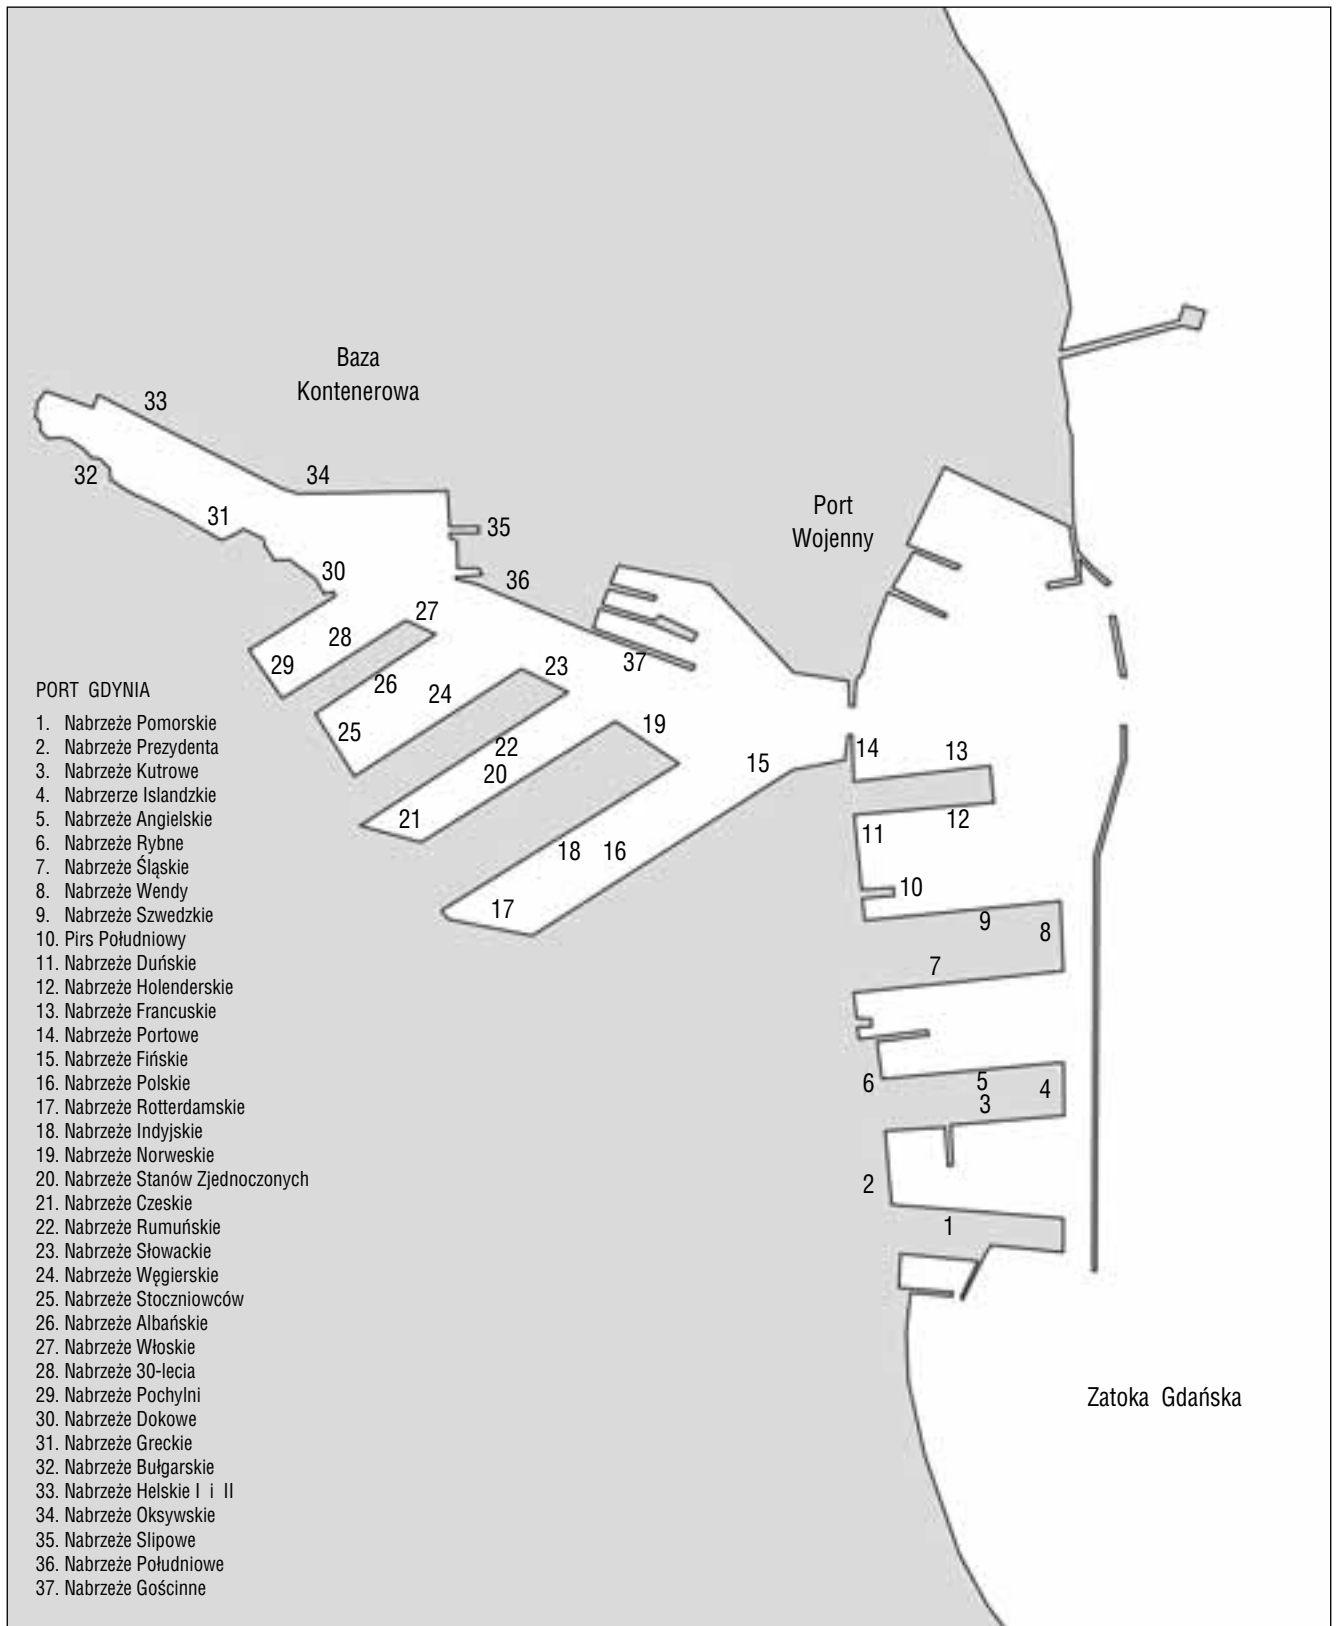 Baza
Kontenerowa
33
34
32
31
35
Port
Wojenny
30
36
27
28
29
37
26
23
24
25
19
22
20
21
14
13
15
12
11
18
16
10
17
9
8
7
6
5
4
3
2
1
PORT GDYNIA
1. Nabrzeże Pomorskie
2. Nabrzeże Prezydenta
3. Nabrzeże Kutrowe
4. Nabrzerze Islandzkie
5. Nabrzeże Angielskie
6. Nabrzeże Rybne
7. Nabrzeże Śląskie
8. Nabrzeże Wendy
9. Nabrzeże Szwedzkie
10. Pirs Południowy
11. Nabrzeże Duńskie
12. Nabrzeże Holenderskie
13. Nabrzeże Francuskie
14. Nabrzeże Portowe
15. Nabrzeże Fińskie
16. Nabrzeże Polskie
17. Nabrzeże Rotterdamskie
18. Nabrzeże Indyjskie
19. Nabrzeże Norweskie
20. Nabrzeże Stanów Zjednoczonych
21. Nabrzeże Czeskie
22. Nabrzeże Rumuńskie
23. Nabrzeże Słowackie
24. Nabrzeże Węgierskie
25. Nabrzeże Stoczniowców
26. Nabrzeże Albańskie
27. Nabrzeże Włoskie
28. Nabrzeże 30-lecia
29. Nabrzeże Pochylni
30. Nabrzeże Dokowe
31. Nabrzeże Greckie
32. Nabrzeże Bułgarskie
33. Nabrzeże Helskie I i II
34. Nabrzeże Oksywskie
35. Nabrzeże Slipowe
36. Nabrzeże Południowe
37. Nabrzeże Gościnne
Zatoka Gdańska